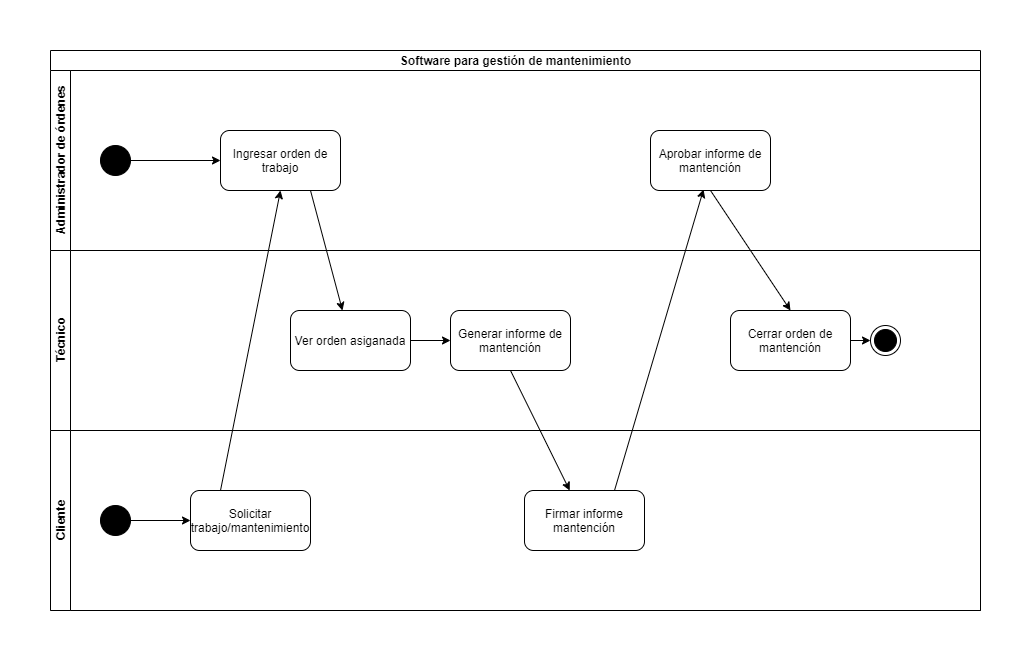 Software para gestión de mantenimiento
Administrador de órdenes
Ingresar orden de
trabajo
Aprobar informe de
mantención
Técnico
Ver orden asiganada
Generar informe de
mantención
Cerrar orden de
mantención
Cliente
Solicitar
trabajo/mantenimiento
Firmar informe
mantención